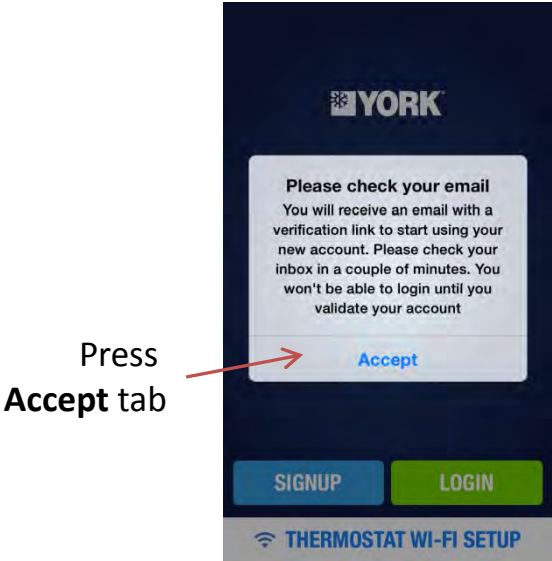 YORK
Please check your email
You will receive an email with a
verification link to start using your
new account. Please check your
inbox in a couple of minutes. You
won't be able to login until you
validate your account
Accept
Press
Accept tab
SIGNUP
LOGIN
THERMOSTAT WI-FI SETUP